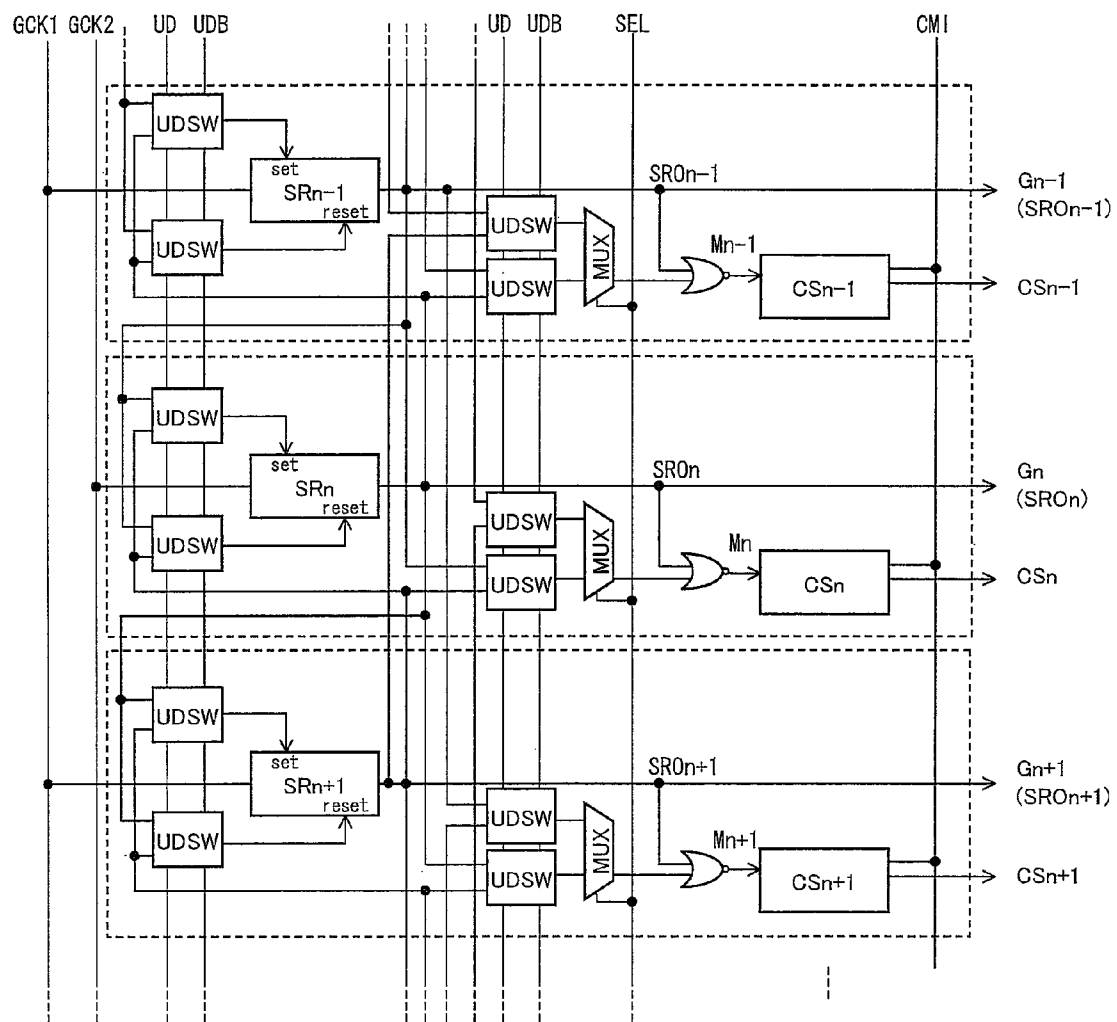 GCK1 GCK2 UD UDB UD UDB SEL CMI
UDSW
set
SRn-1
reset
UDSW
SROn-1
Gn-1
(SROn-1)
UDSW
UDSW
MUX
Mn-1
CSn-1
CSn-1
UDSW
set
SRn
reset
UDSW
SROn
Gn
(SROn)
UDSW
UDSW
MUX
Mn
CSn
CSn
UDSW
set
SRn+1
reset
UDSW
SROn+1
Gn+1
(SROn+1)
UDSW
UDSW
MUX
Mn+1
CSn+1
CSn+1